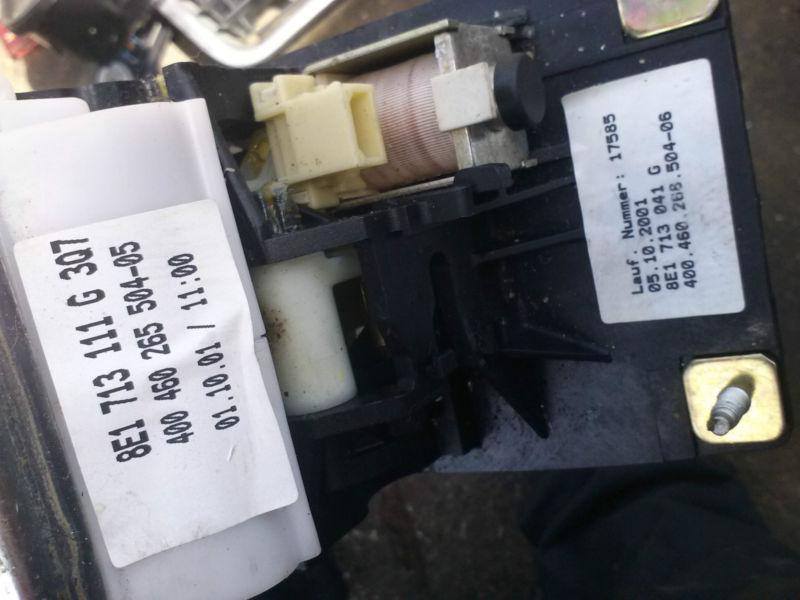 8E1 713 111 G 3Q7
400 460 265 504-05
01.10.01 / 11:00
Lauf. Nummer: 17585
05.10.2001
8E1 713 041 G
400.460.268.504-06